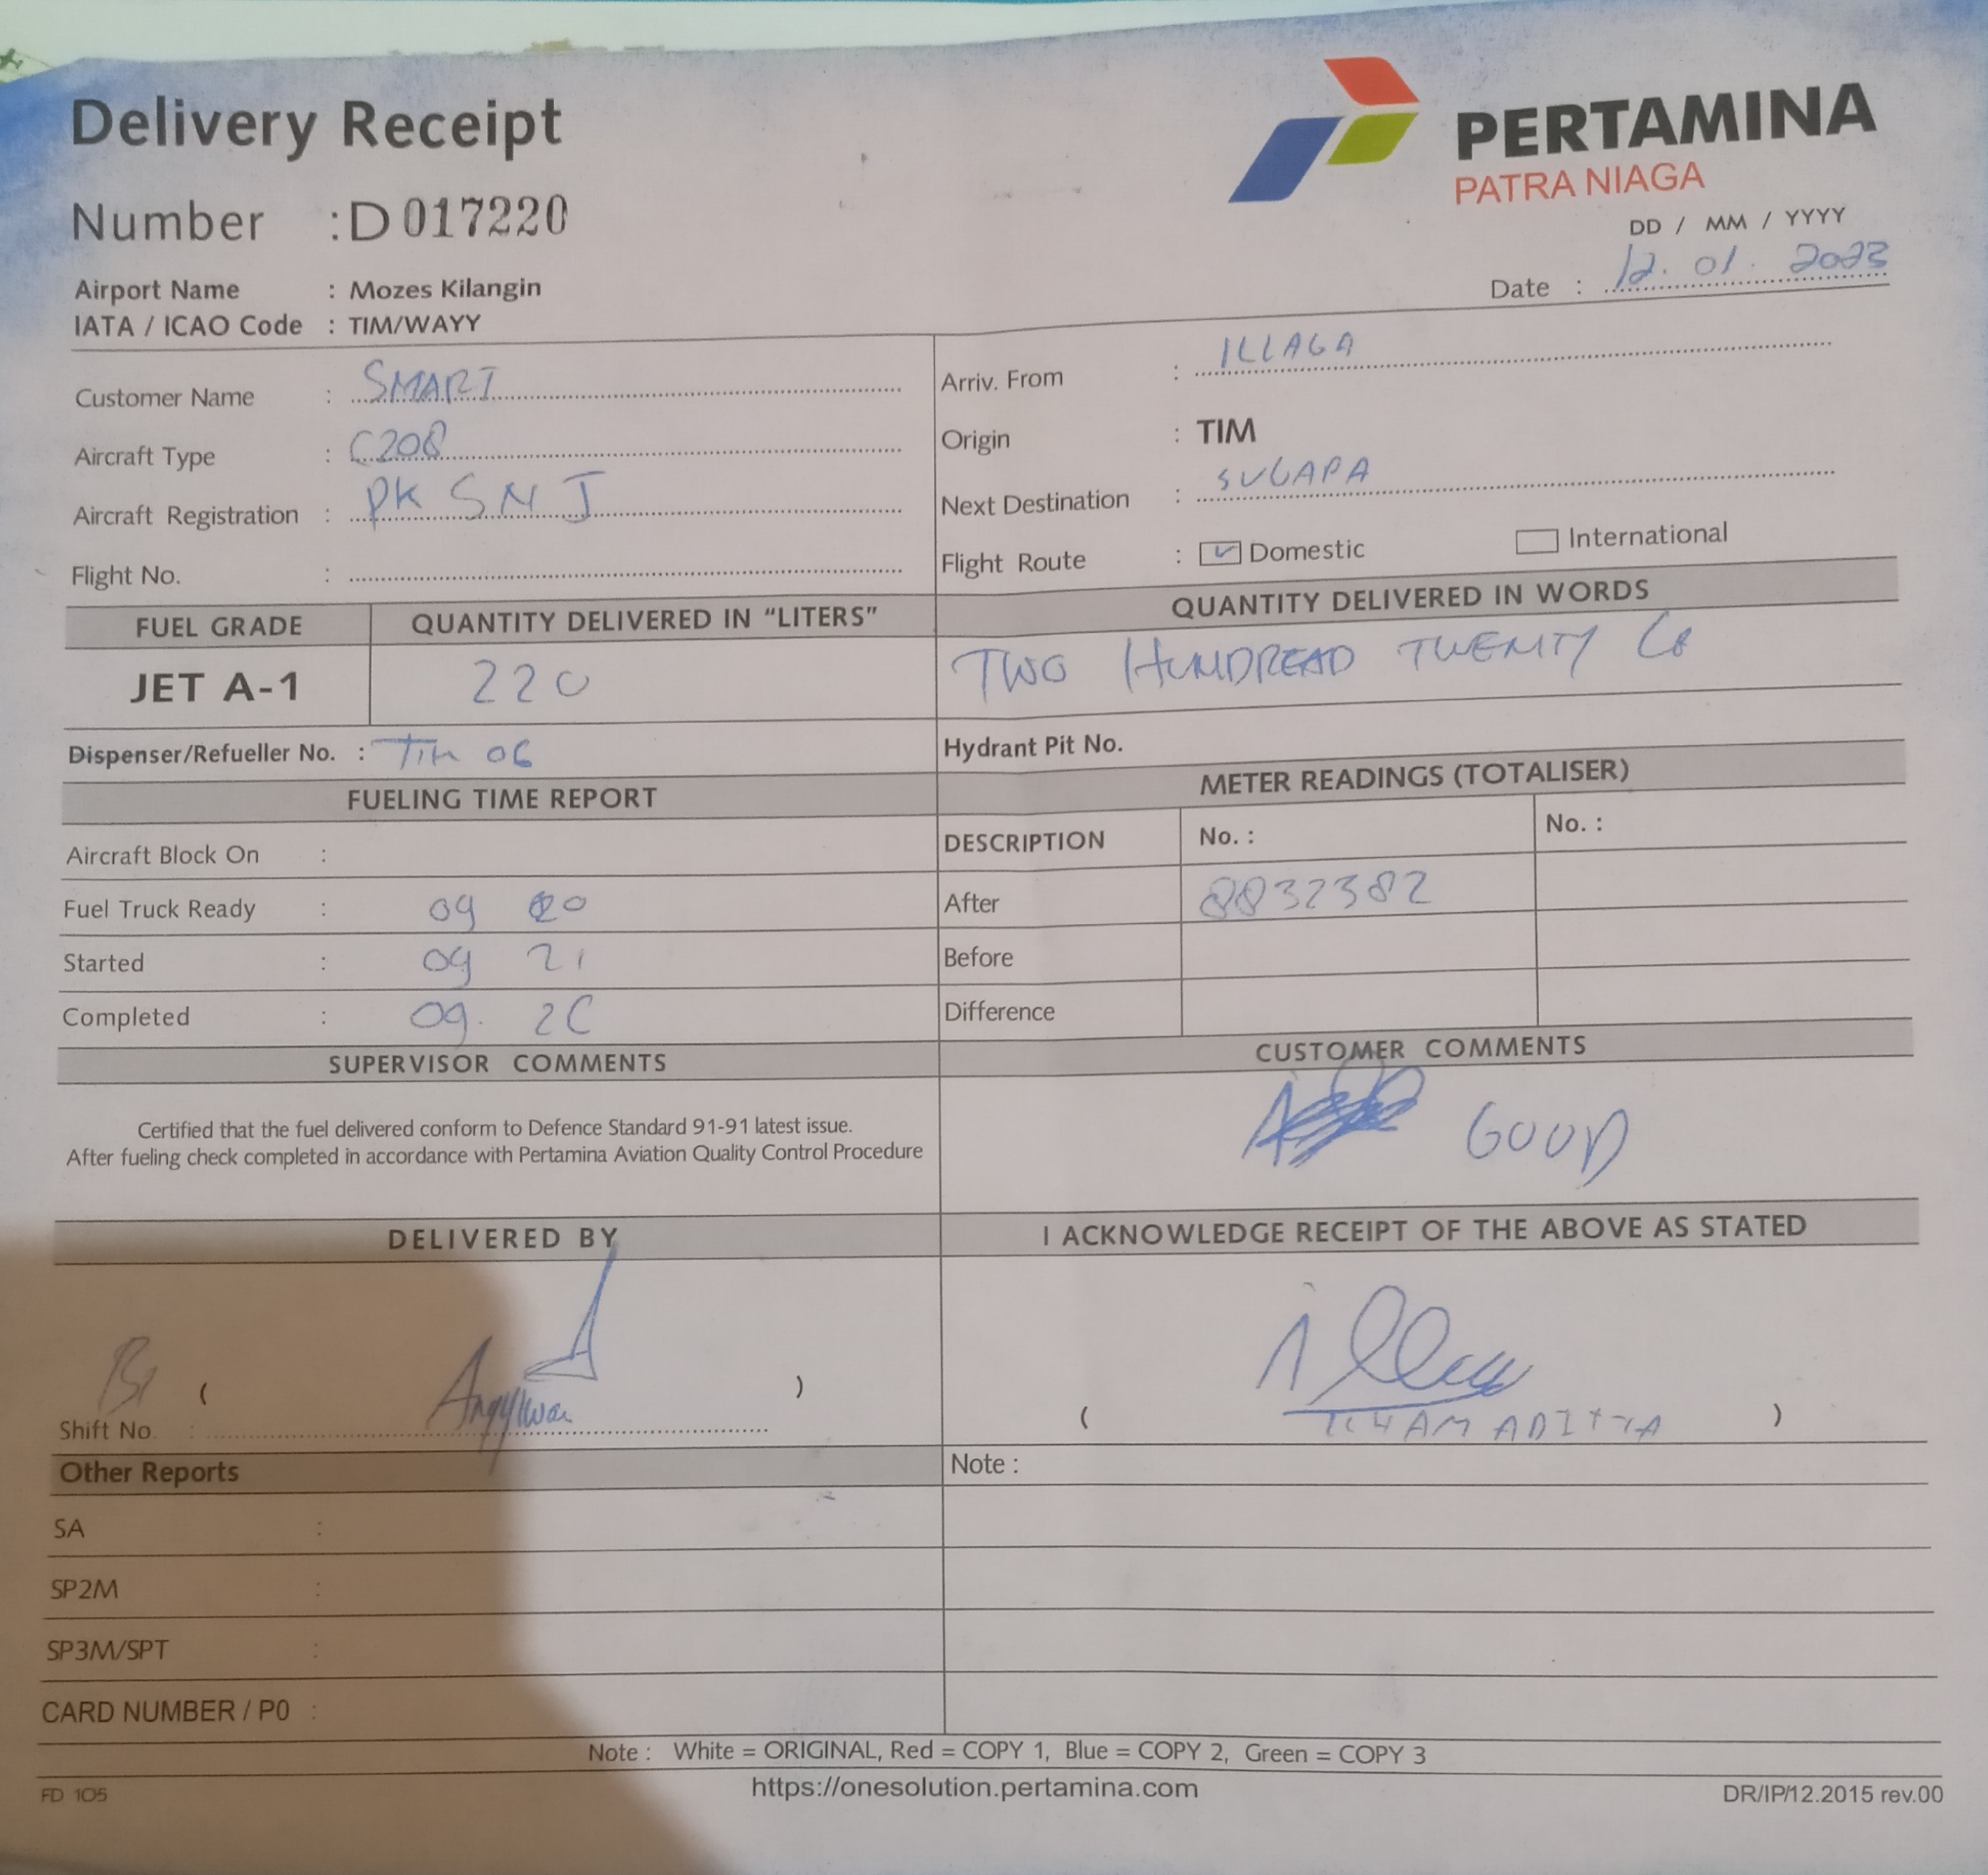 Delivery Receipt
PERTAMINA
PATRA NIAGA
Number : D 017220
DD / MM / YYYY
Date : 12. 01. 2023
Airport Name : Mozes Kilangin
IATA / ICAO Code : TIM/WAYY
Customer Name : SMART
Aircraft Type : C208
Aircraft Registration : PK SNJ
Flight No. :
Arriv. From : ILLAGA
Origin : TIM
Next Destination : SUGAPA
Flight Route : Domestic International
FUEL GRADE QUANTITY DELIVERED IN “LITERS” QUANTITY DELIVERED IN WORDS
JET A-1 220 TWO HUNDREAD TWENTY
Dispenser/Refueller No. : TIM 06 Hydrant Pit No.
FUELING TIME REPORT
Aircraft Block On :
Fuel Truck Ready : 09 20
Started : 09 21
Completed : 09.
METER READINGS (TOTALISER)
DESCRIPTION No. : No. :
After 8832382
Before
Difference
SUPERVISOR COMMENTS
Certified that the fuel delivered conform to Defence Standard 91-91 latest issue.
After fueling check completed in accordance with Pertamina Aviation Quality Control Procedure
CUSTOMER COMMENTS
GOOD
DELIVERED BY
( )
Shift No. :
I ACKNOWLEDGE RECEIPT OF THE ABOVE AS STATED
( ILHAM ADITYA )
Other Reports
SA :
SP2M :
SP3M/SPT :
CARD NUMBER / P0 :
Note :
Note : White = ORIGINAL, Red = COPY 1, Blue = COPY 2, Green = COPY 3
FD 105
https://onesolution.pertamina.com
DR/IP/12.2015 rev.00